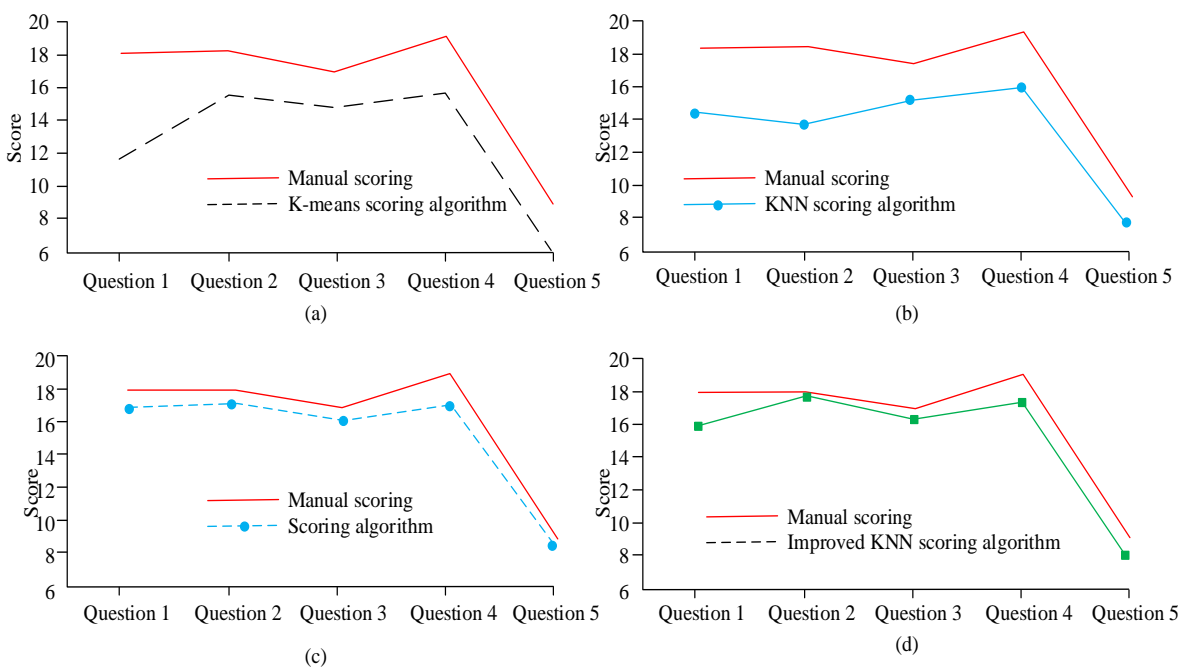 20
18
16
14
12
10
8
6
Score
Manual scoring
K-means scoring algorithm
Question 1 Question 2 Question 3 Question 4 Question 5
(a)
20
18
16
14
12
10
8
6
Score
Manual scoring
KNN scoring algorithm
Question 1 Question 2 Question 3 Question 4 Question 5
(b)
20
18
16
14
12
10
8
6
Score
Manual scoring
Scoring algorithm
Question 1 Question 2 Question 3 Question 4 Question 5
(c)
20
18
16
14
12
10
8
6
Score
Manual scoring
Improved KNN scoring algorithm
Question 1 Question 2 Question 3 Question 4 Question 5
(d)